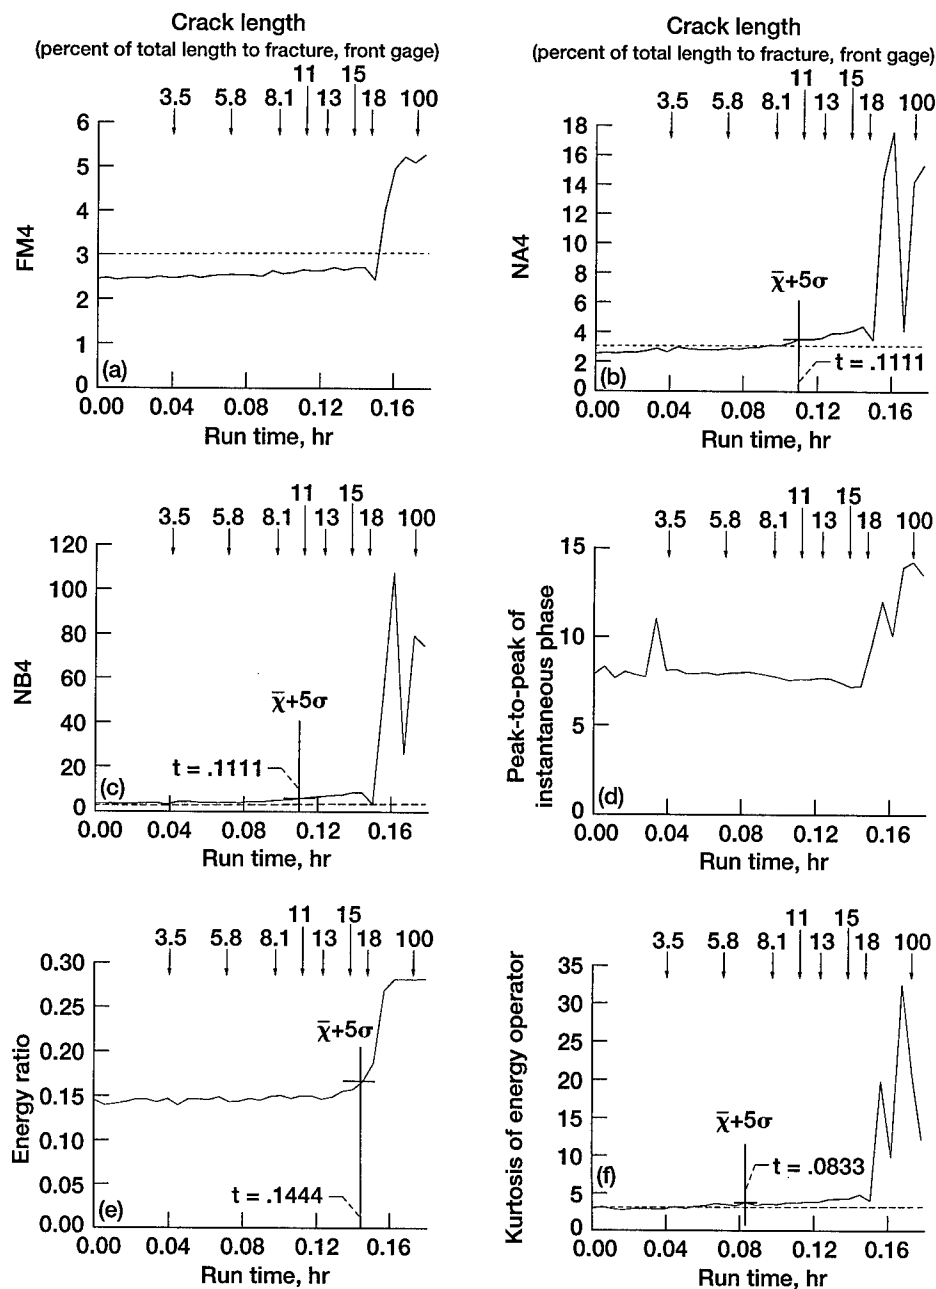 Crack length
(percent of total length to fracture, front gage)
11 15
3.5 5.8 8.1 13 18 100
6
5
4
3
2
1
0
FM4
(a)
0.00 0.04 0.08 0.12 0.16
Run time, hr
Crack length
(percent of total length to fracture, front gage)
11 15
3.5 5.8 8.1 13 18 100
18
16
14
12
10
8
6
4
2
0
NA4
χ̄+5σ
t = .1111
(b)
0.00 0.04 0.08 0.12 0.16
Run time, hr
11 15
3.5 5.8 8.1 13 18 100
120
100
80
60
40
20
0
NB4
χ̄+5σ
t = .1111
(c)
0.00 0.04 0.08 0.12 0.16
Run time, hr
11 15
3.5 5.8 8.1 13 18 100
15
10
5
0
Peak-to-peak of
instantaneous phase
(d)
0.00 0.04 0.08 0.12 0.16
Run time, hr
11 15
3.5 5.8 8.1 13 18 100
0.30
0.25
0.20
0.15
0.10
0.05
0.00
Energy ratio
χ̄+5σ
t = .1444
(e)
0.00 0.04 0.08 0.12 0.16
Run time, hr
11 15
3.5 5.8 8.1 13 18 100
35
30
25
20
15
10
5
0
Kurtosis of energy operator
χ̄+5σ
t = .0833
(f)
0.00 0.04 0.08 0.12 0.16
Run time, hr